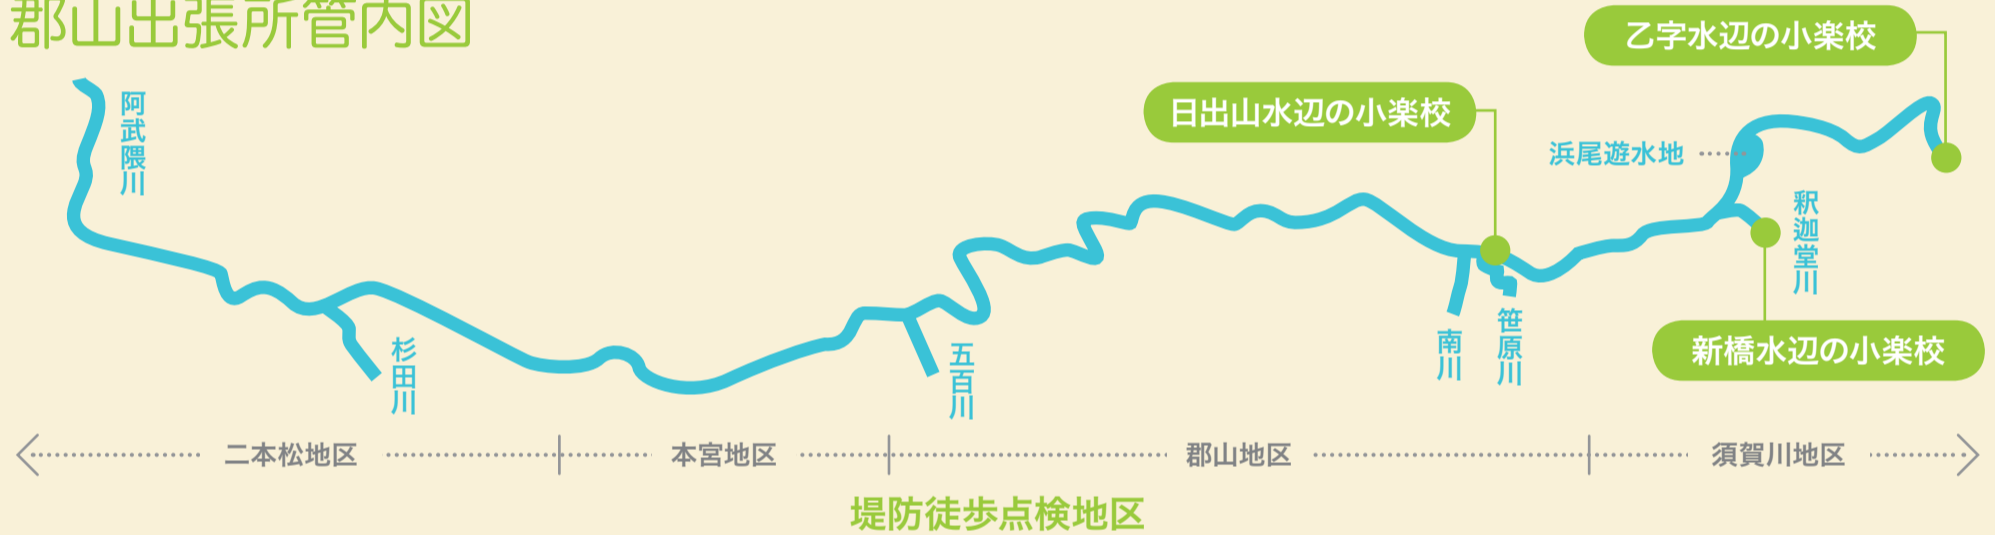 郡山出張所管内図
乙字水辺の小楽校
日出山水辺の小楽校
阿武隈川
浜尾遊水地
釈迦堂川
新橋水辺の小楽校
笹原川
南川
杉田川
五百川
二本松地区
本宮地区
郡山地区
須賀川地区
堤防徒歩点検地区